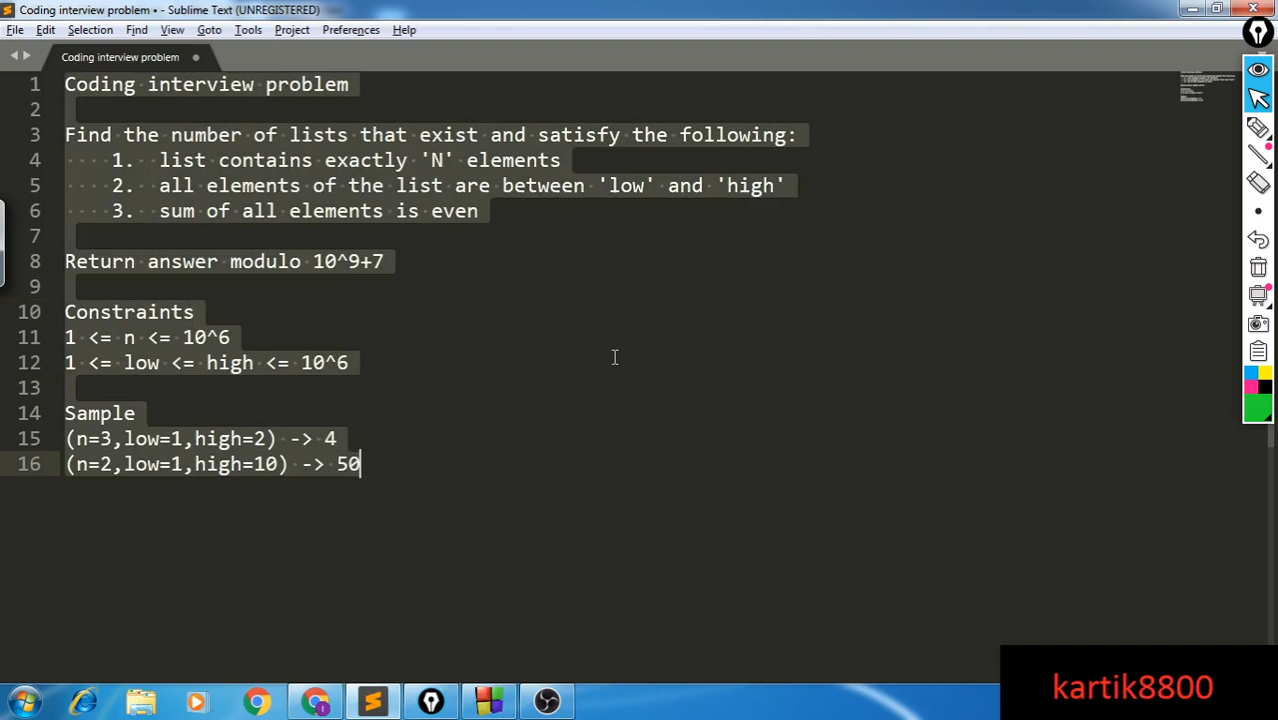 Coding interview problem • - Sublime Text (UNREGISTERED)
File Edit Selection Find View Goto Tools Project Preferences Help
Coding interview problem
1 Coding interview problem
2
3 Find the number of lists that exist and satisfy the following:
4 1. list contains exactly 'N' elements
5 2. all elements of the list are between 'low' and 'high'
6 3. sum of all elements is even
7
8 Return answer modulo 10^9+7
9
10 Constraints
11 1 <= n <= 10^6
12 1 <= low <= high <= 10^6
13
14 Sample
15 (n=3,low=1,high=2) -> 4
16 (n=2,low=1,high=10) -> 50
kartik8800